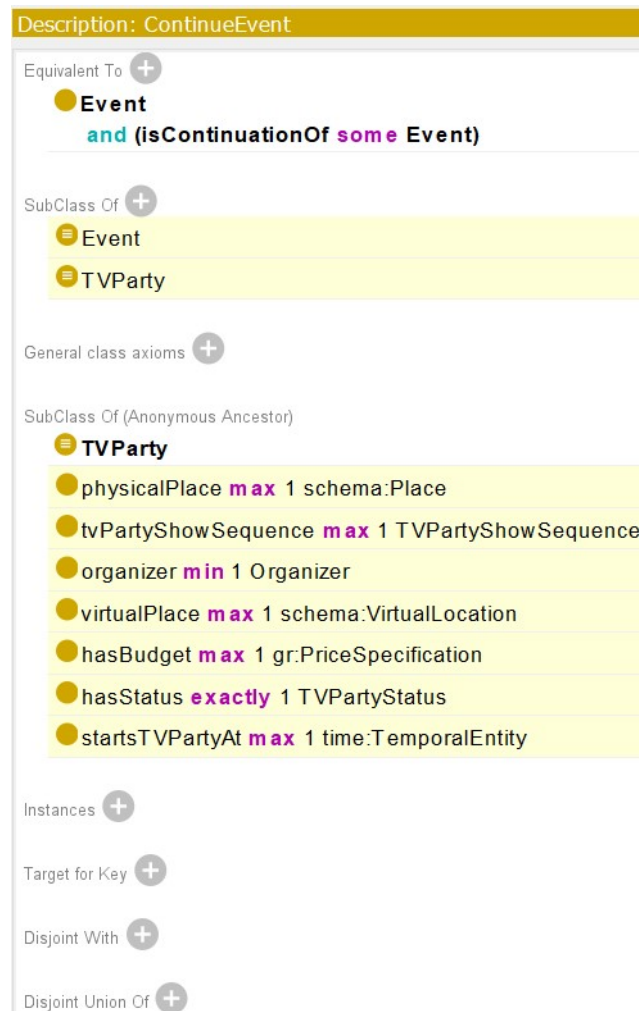 Description: ContinueEvent
Equivalent To
Event
and (isContinuationOf some Event)
SubClass Of
Event
TVParty
General class axioms
SubClass Of (Anonymous Ancestor)
TVParty
physicalPlace max 1 schema:Place
tvPartyShowSequence max 1 TVPartyShowSequence
organizer min 1 Organizer
virtualPlace max 1 schema:VirtualLocation
hasBudget max 1 gr:PriceSpecification
hasStatus exactly 1 TVPartyStatus
startsTVPartyAt max 1 time:TemporalEntity
Instances
Target for Key
Disjoint With
Disjoint Union Of